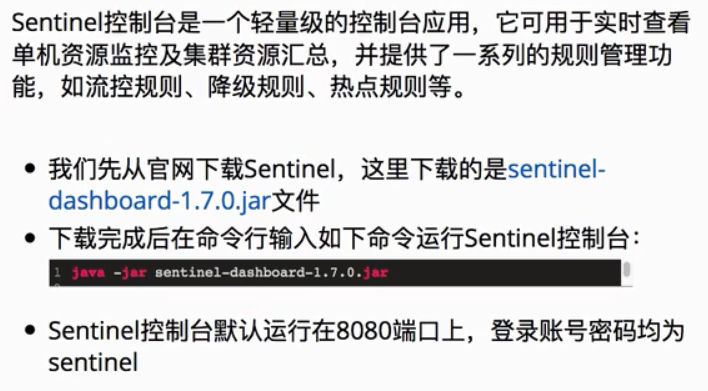 Sentinel控制台是一个轻量级的控制台应用，它可用于实时查看
单机资源监控及集群资源汇总，并提供了一系列的规则管理功
能，如流控规则、降级规则、热点规则等。
我们先从官网下载Sentinel，这里下载的是sentinel-
dashboard-1.7.0.jar文件
下载完成后在命令行输入如下命令运行Sentinel控制台：
1 java -jar sentinel-dashboard-1.7.0.jar
Sentinel控制台默认运行在8080端口上，登录账号密码均为
sentinel